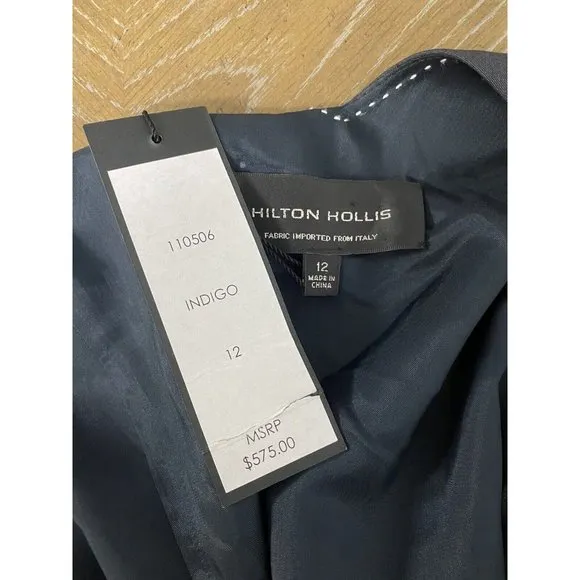 110506
INDIGO
12
MSRP
$575.00
HILTON HOLLIS
FABRIC IMPORTED FROM ITALY
12
MADE IN
CHINA